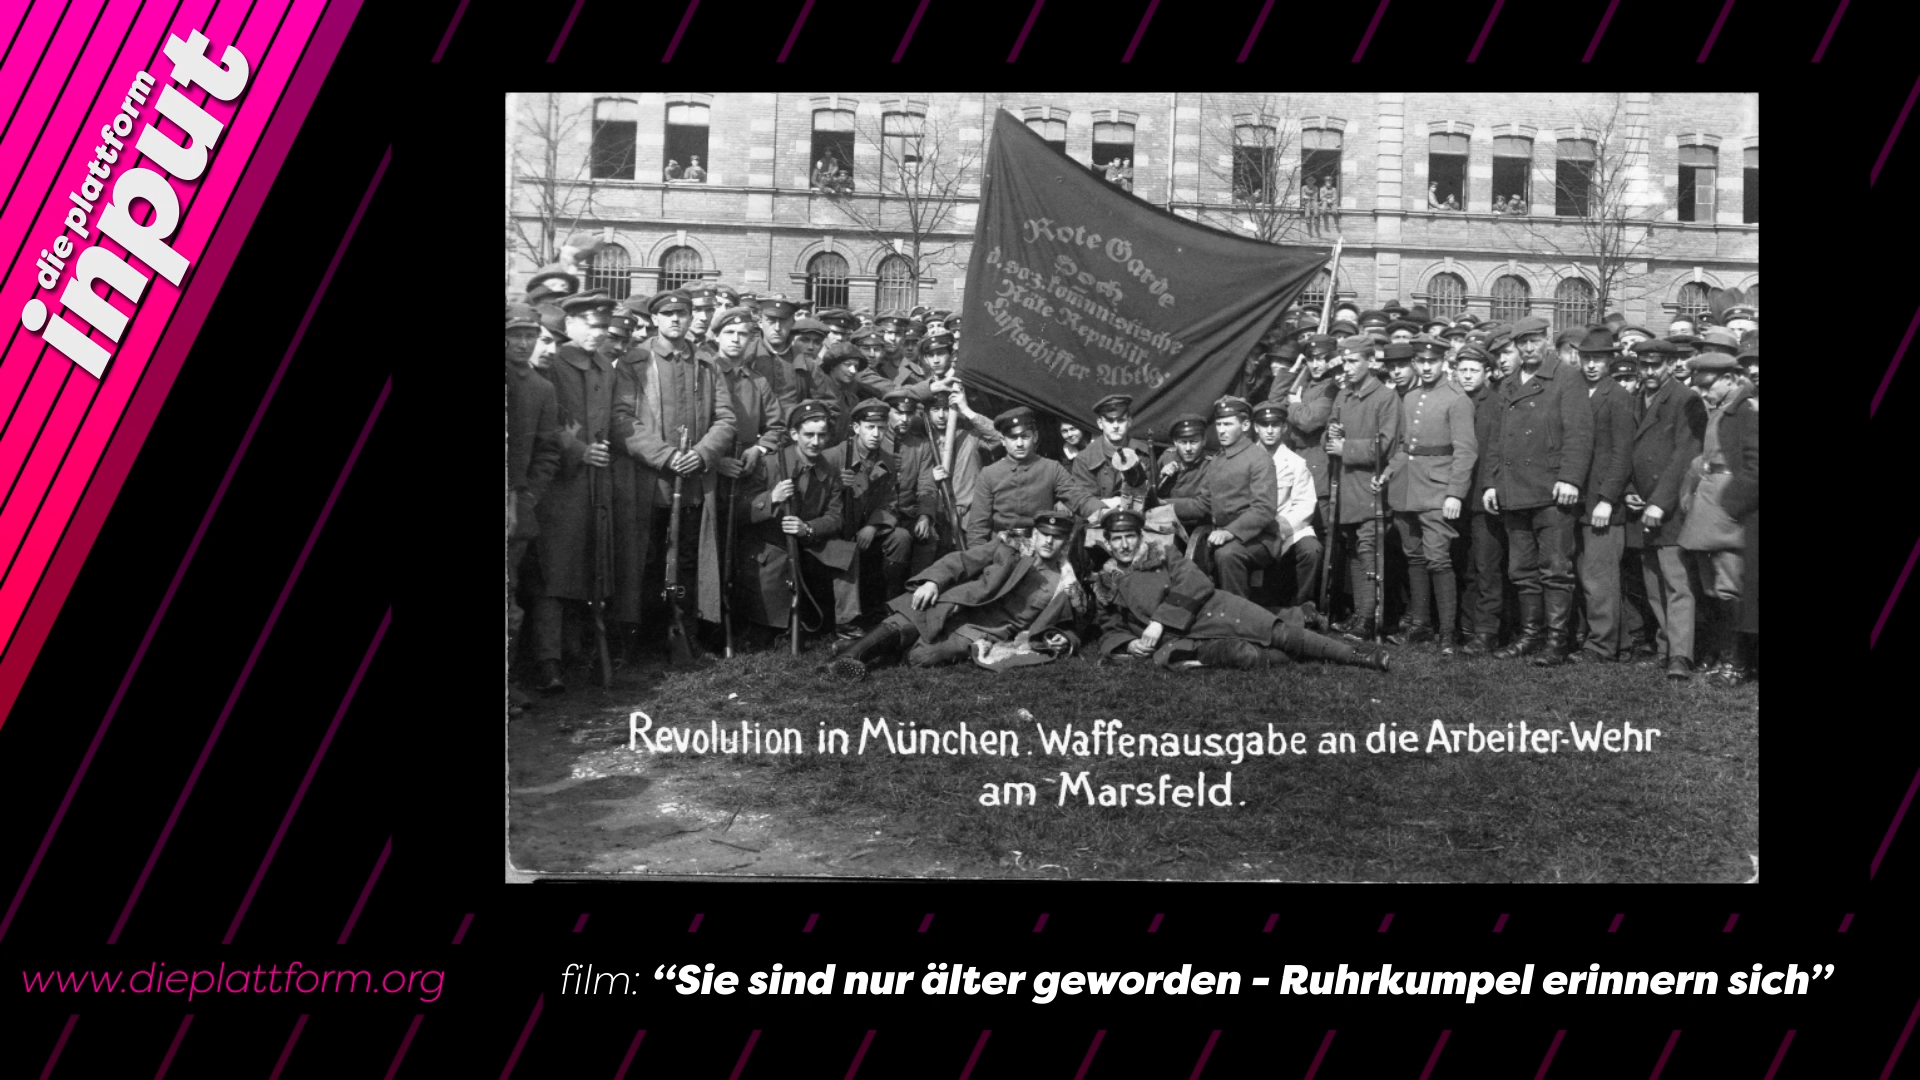 die plattform
input
Rote Garde
Hoch
d. soz. kommunistische
Räte Republik.
Luftschiffer Abtlg.
Revolution in München. Waffenausgabe an die Arbeiter-Wehr
am Marsfeld.
www.dieplattform.org
film: “Sie sind nur älter geworden - Ruhrkumpel erinnern sich”